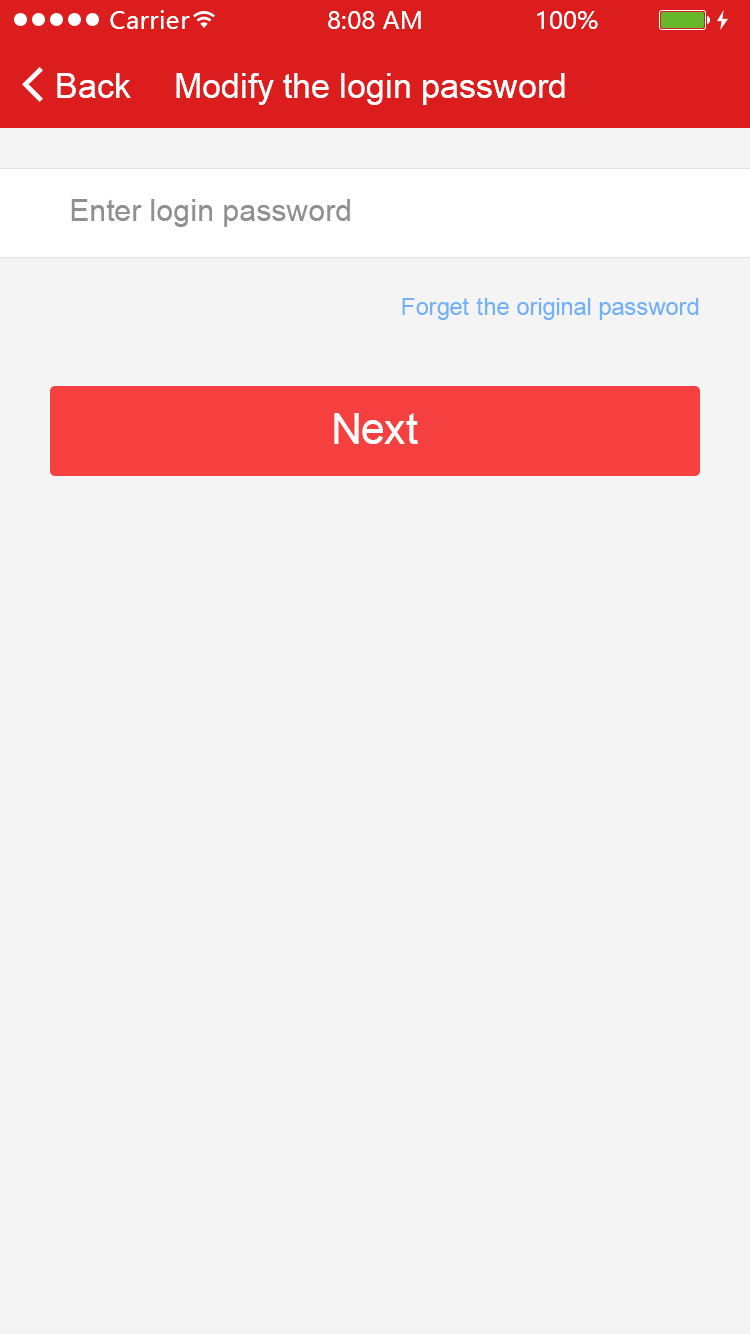 Carrier 8:08 AM 100%
Back Modify the login password
Enter login password
Forget the original password
Next